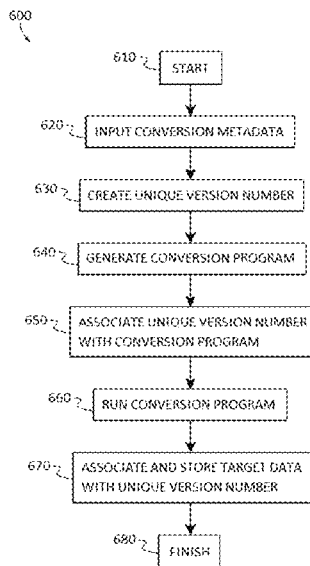 600
610
START
620
INPUT CONVERSION METADATA
630
CREATE UNIQUE VERSION NUMBER
640
GENERATE CONVERSION PROGRAM
650
ASSOCIATE UNIQUE VERSION NUMBER
WITH CONVERSION PROGRAM
660
RUN CONVERSION PROGRAM
670
ASSOCIATE AND STORE TARGET DATA
WITH UNIQUE VERSION NUMBER
680
FINISH